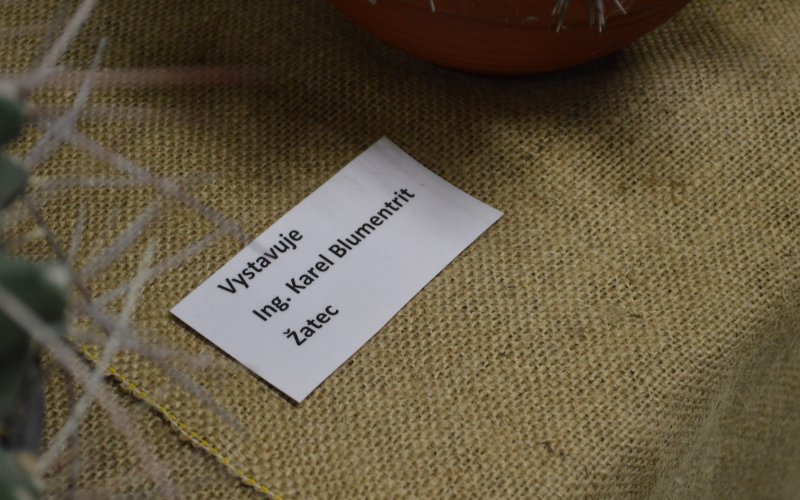 Vystavuje
Ing. Karel Blumentrit
Žatec